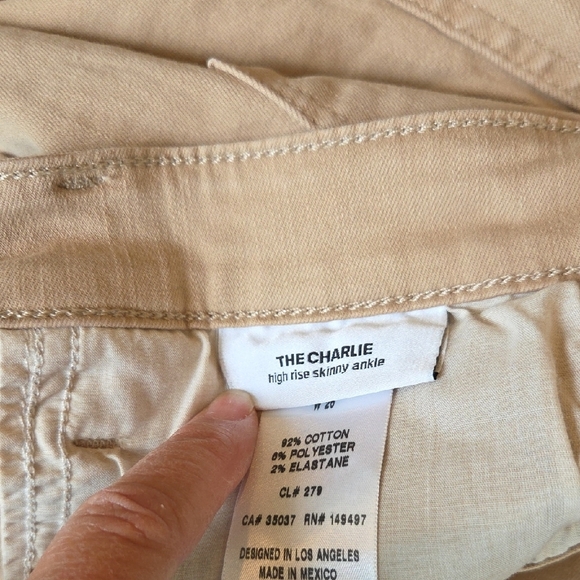 THE CHARLIE
high rise skinny ankle
92% COTTON
6% POLYESTER
2% ELASTANE
CL# 279
CA# 35037 RN# 149497
DESIGNED IN LOS ANGELES
MADE IN MEXICO